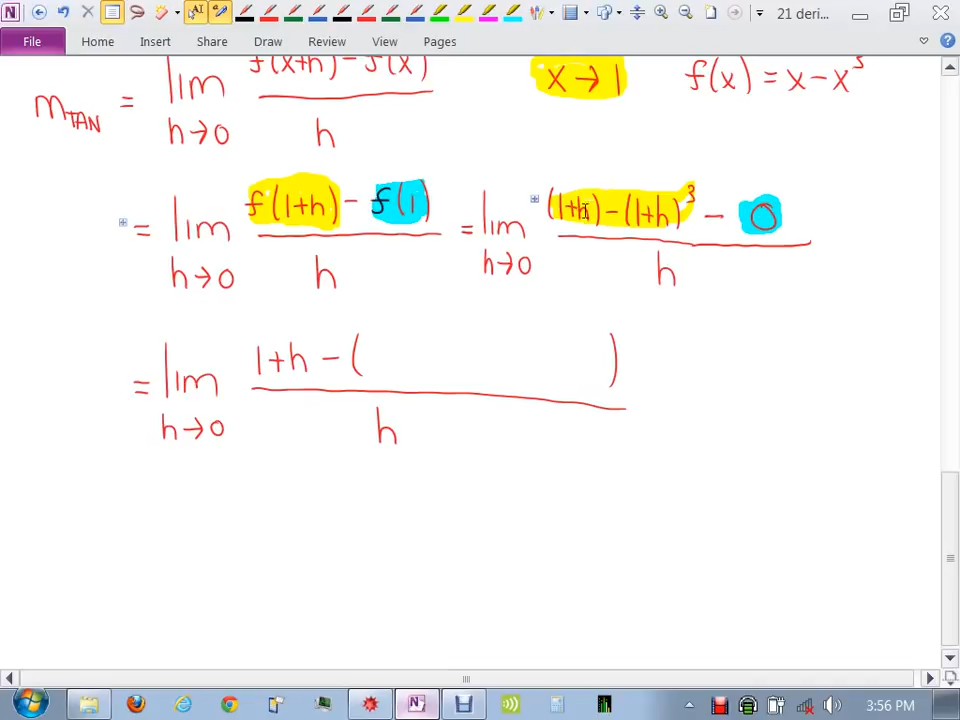 21 deri...
File Home Insert Share Draw Review View Pages
m_TAN = lim h→0 f(x+h) - f(x) / h
x → 1
f(x) = x - x³
= lim h→0 f(1+h) - f(1) / h = lim h→0 (1+h) - (1+h)³ - 0 / h
= lim h→0 1+h - ( ) / h
3:56 PM